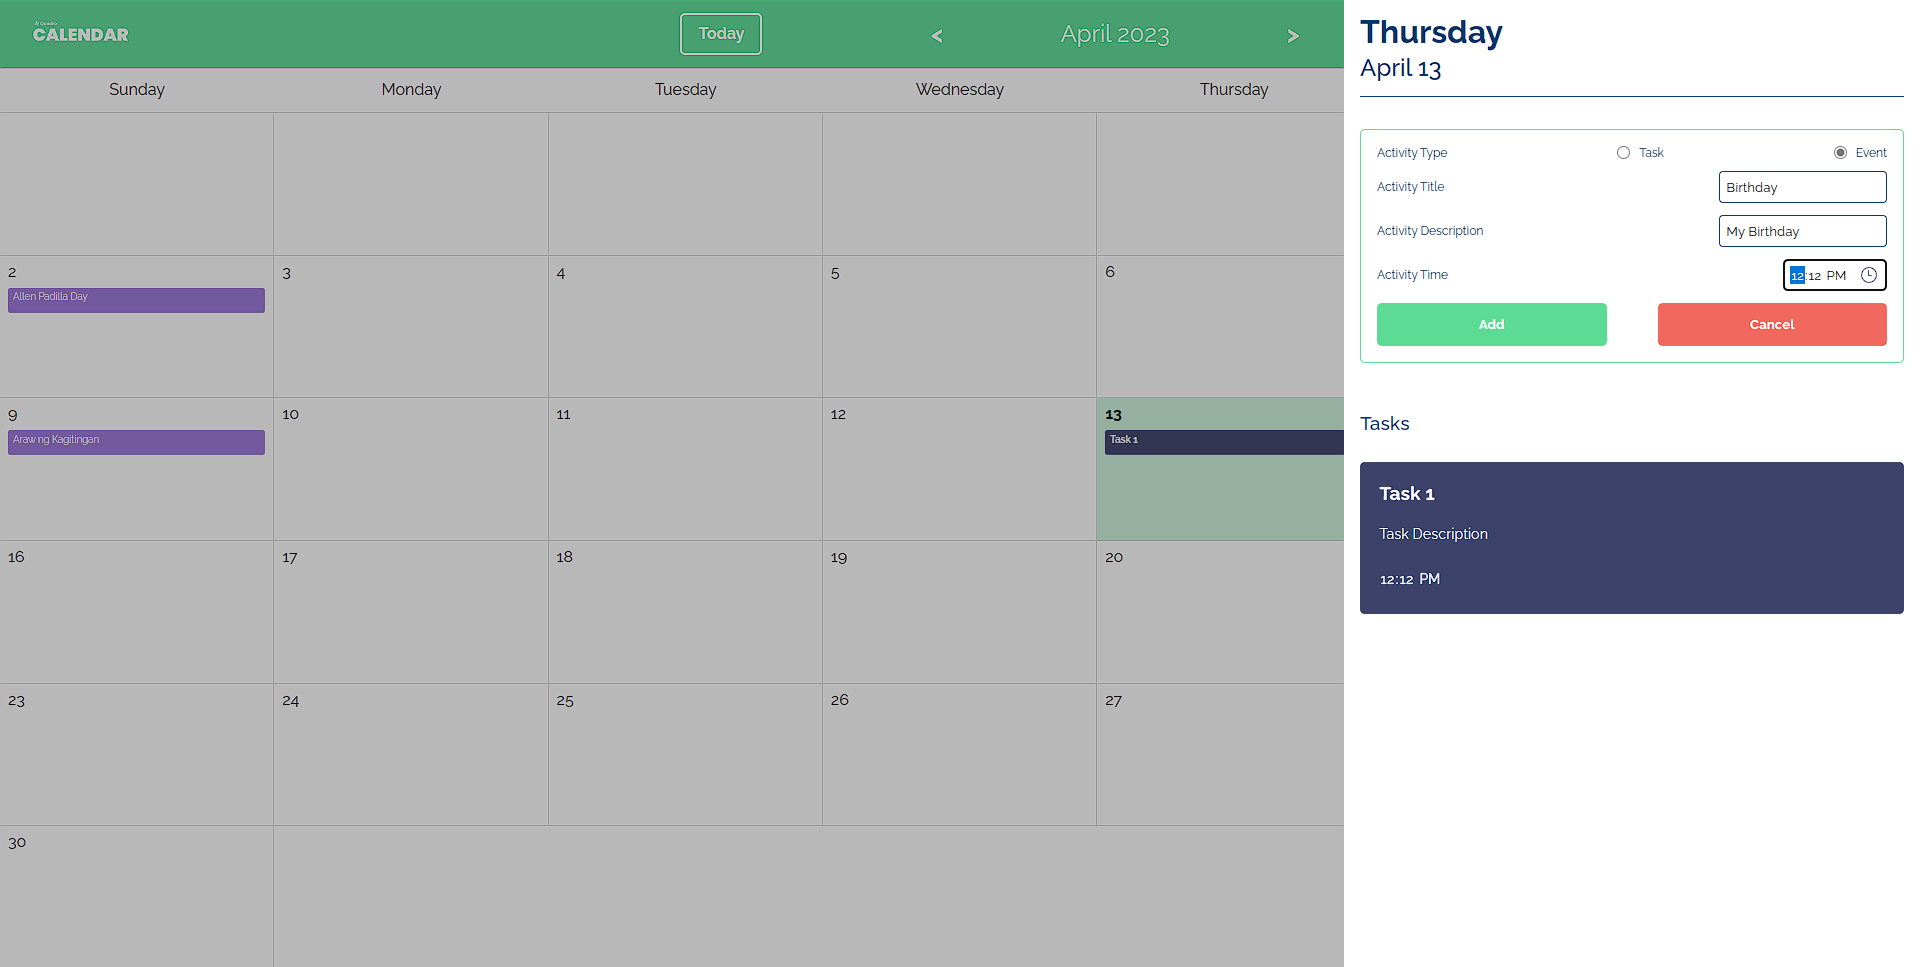 Quadro
CALENDAR
Today
<
April 2023
>
Sunday
Monday
Tuesday
Wednesday
Thursday
2
Allen Padilla Day
3
4
5
6
9
Araw ng Kagitingan
10
11
12
13
Task 1
16
17
18
19
20
23
24
25
26
27
30
Thursday
April 13
Activity Type
Task
Event
Activity Title
Birthday
Activity Description
My Birthday
Activity Time
12:12 PM
Add
Cancel
Tasks
Task 1
Task Description
12:12 PM